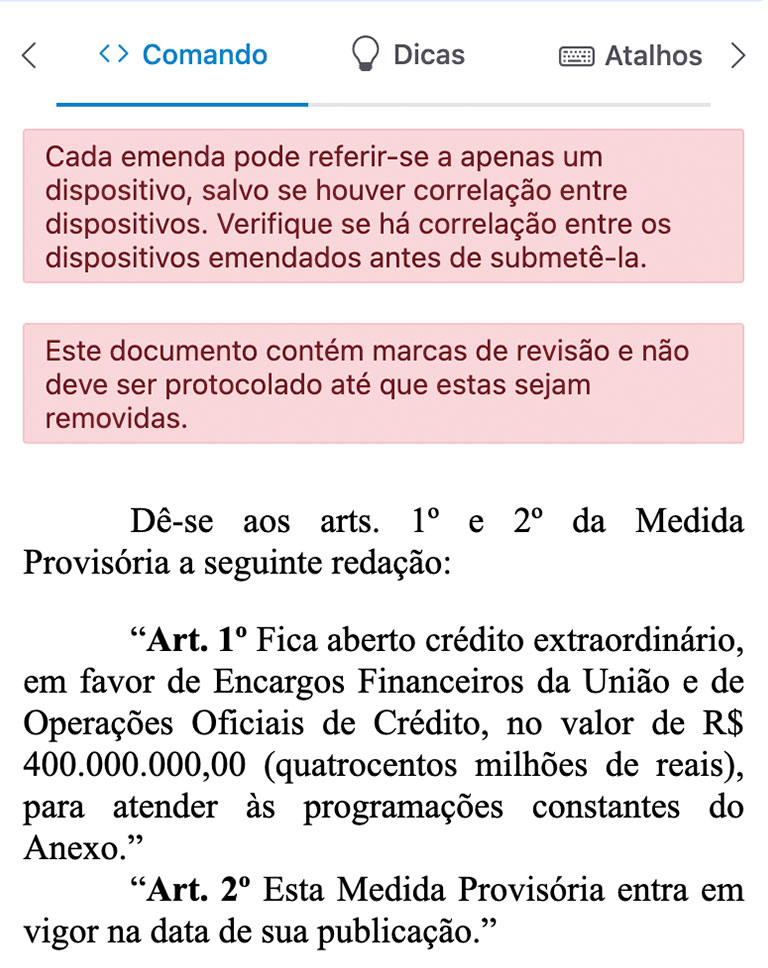 Comando Dicas Atalhos
Cada emenda pode referir-se a apenas um
dispositivo, salvo se houver correlação entre
dispositivos. Verifique se há correlação entre os
dispositivos emendados antes de submetê-la.
Este documento contém marcas de revisão e não
deve ser protocolado até que estas sejam
removidas.
Dê-se aos arts. 1º e 2º da Medida
Provisória a seguinte redação:
“Art. 1º Fica aberto crédito extraordinário,
em favor de Encargos Financeiros da União e de
Operações Oficiais de Crédito, no valor de R$
400.000.000,00 (quatrocentos milhões de reais),
para atender às programações constantes do
Anexo.”
“Art. 2º Esta Medida Provisória entra em
vigor na data de sua publicação.”